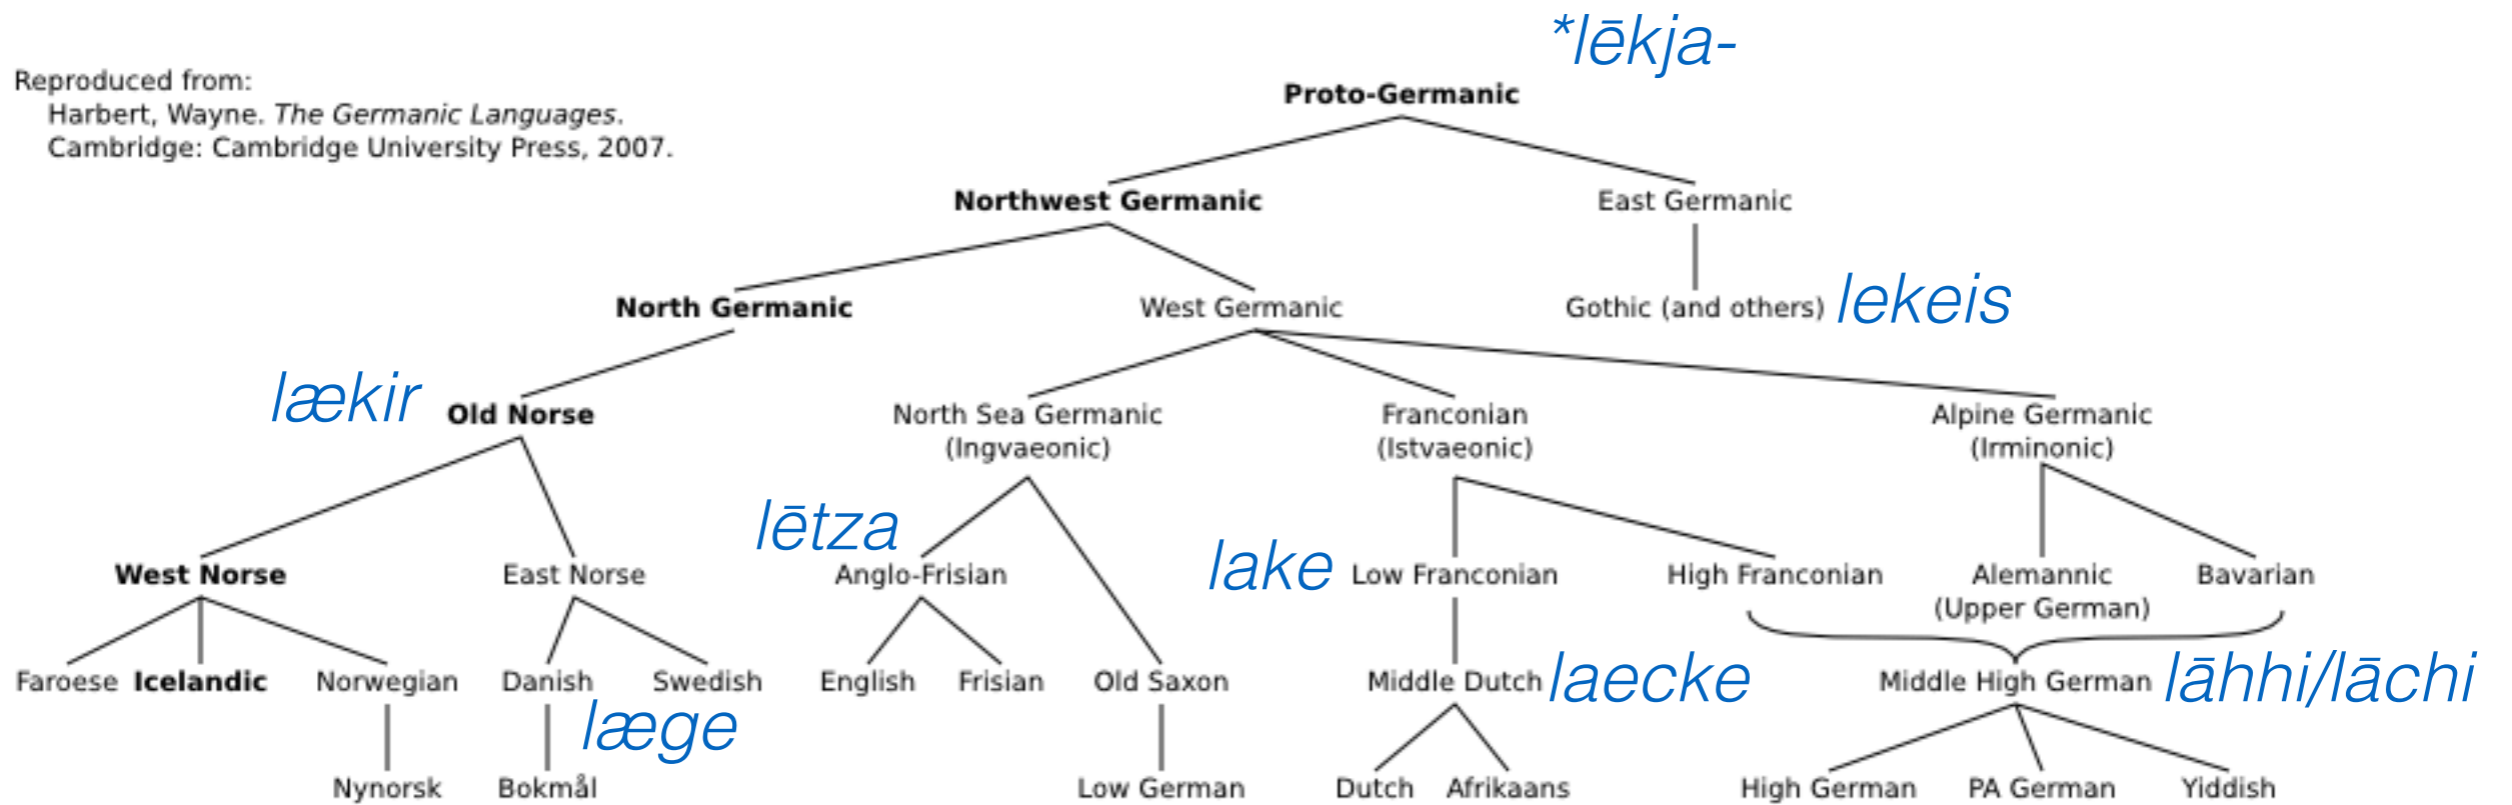 *lēkja-
Reproduced from:
Harbert, Wayne. The Germanic Languages.
Cambridge: Cambridge University Press, 2007.
Proto-Germanic
Northwest Germanic
East Germanic
North Germanic
West Germanic
Gothic (and others)
lekeis
lækir
Old Norse
North Sea Germanic
(Ingvaeonic)
Franconian
(Istvaeonic)
Alpine Germanic
(Irminonic)
lētza
lake
West Norse
East Norse
Anglo-Frisian
Low Franconian
High Franconian
Alemannic
(Upper German)
Bavarian
Faroese
Icelandic
Norwegian
Danish
Swedish
English
Frisian
Old Saxon
Middle Dutch
laecke
Middle High German
lāhhi/lāchi
læge
Nynorsk
Bokmål
Low German
Dutch
Afrikaans
High German
PA German
Yiddish